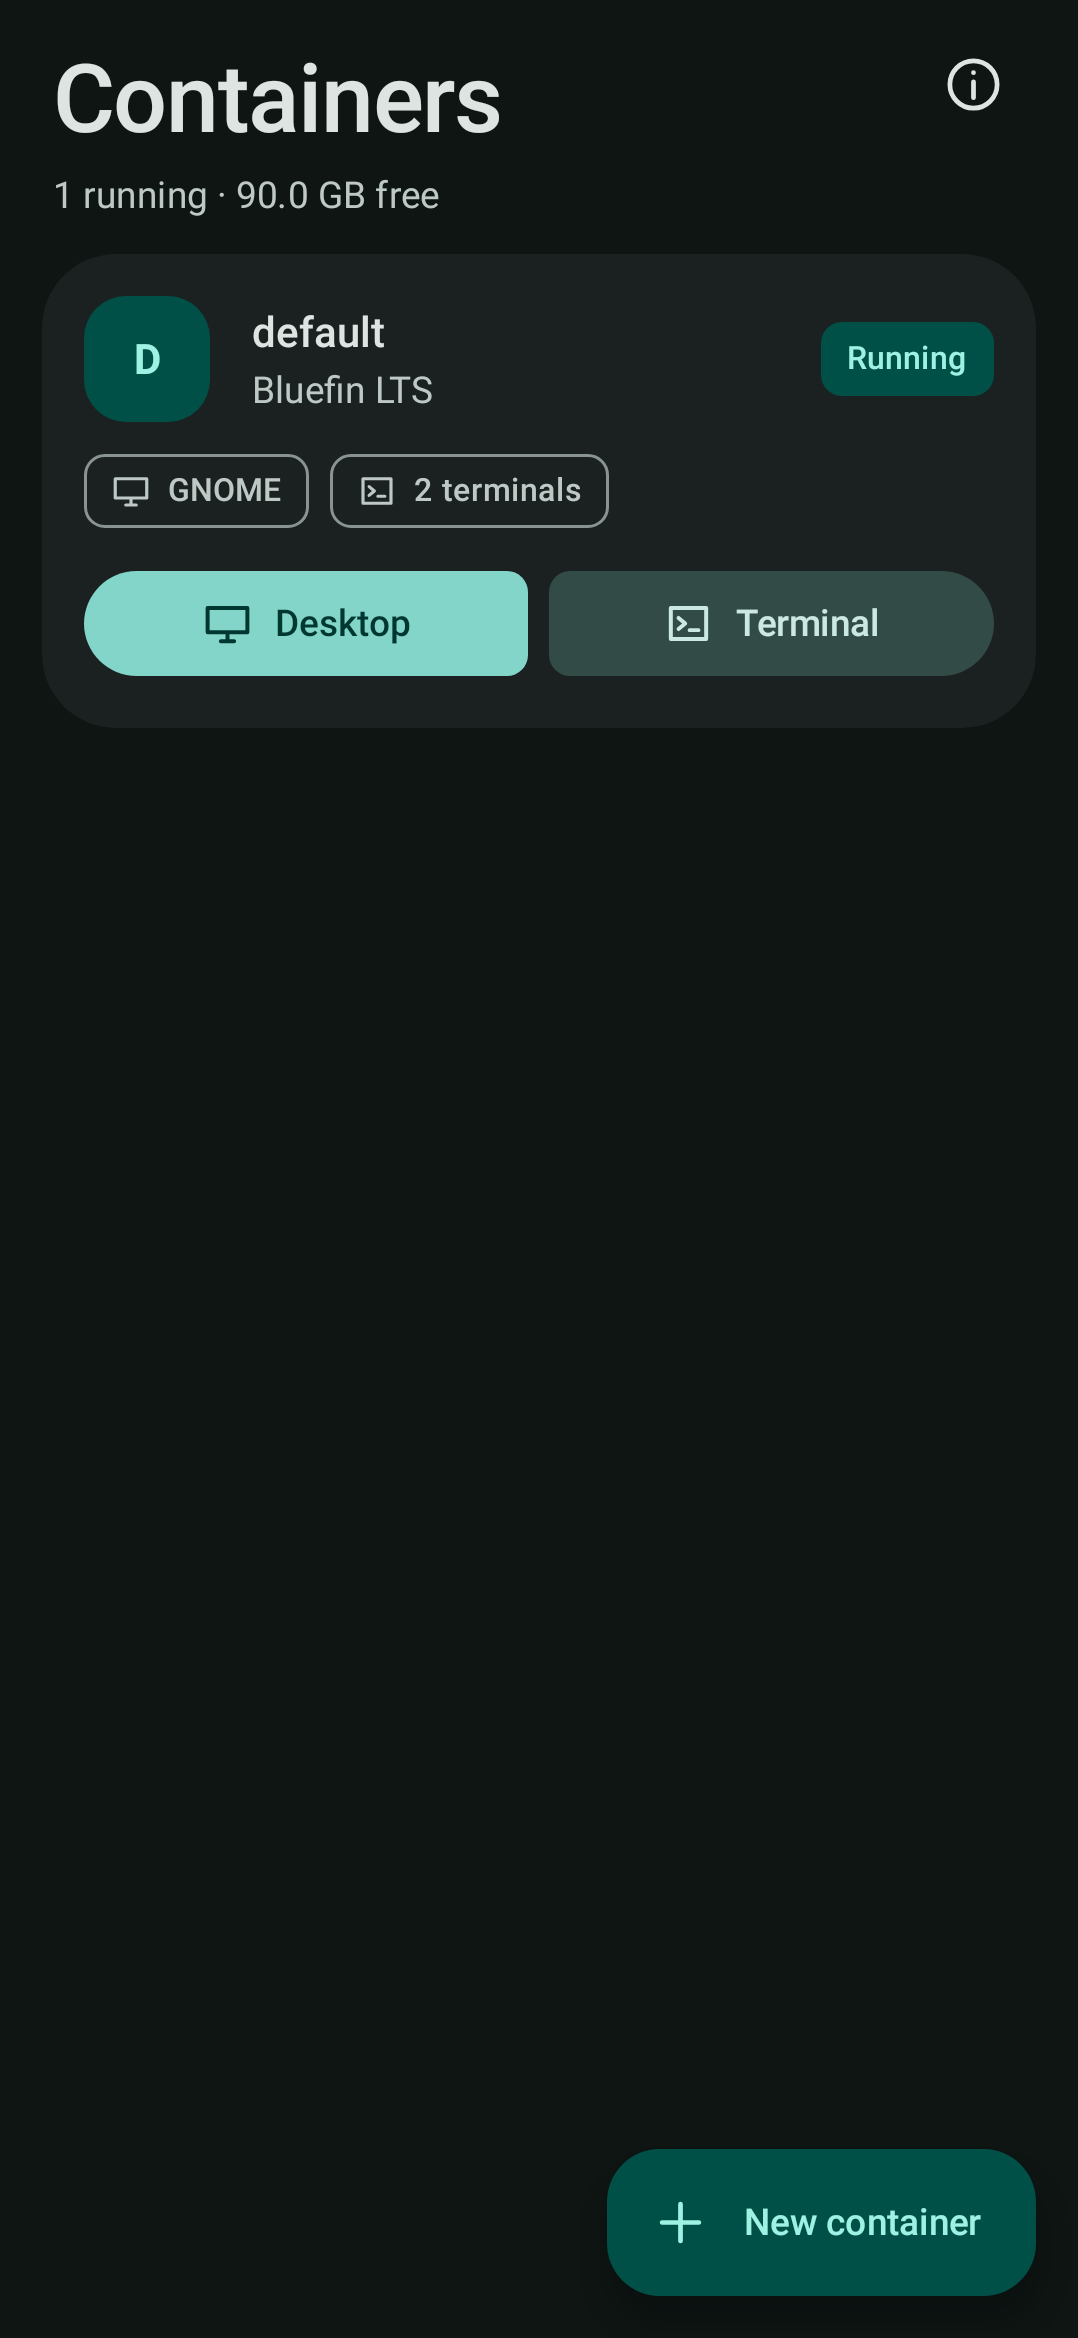 Containers
1 running · 90.0 GB free
D
default
Bluefin LTS
Running
GNOME
2 terminals
Desktop
Terminal
New container